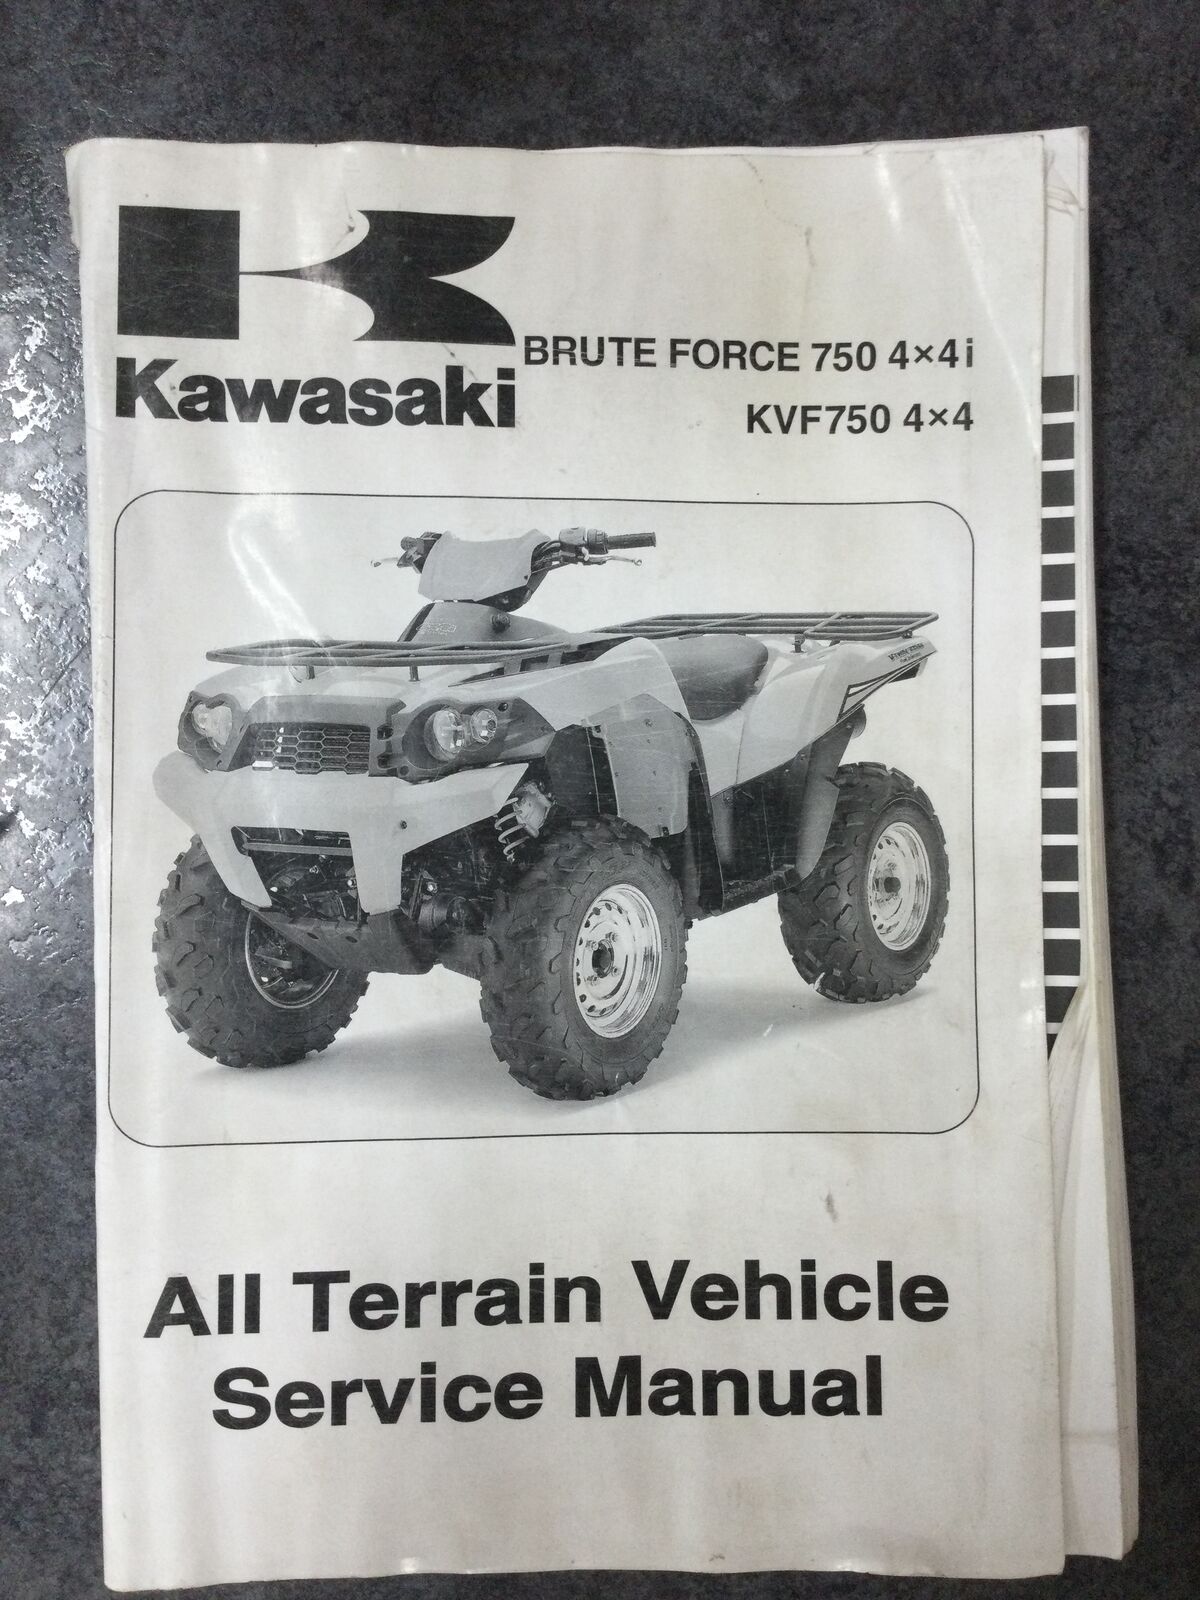 Kawasaki
BRUTE FORCE 750 4×4i
KVF750 4×4
All Terrain Vehicle
Service Manual